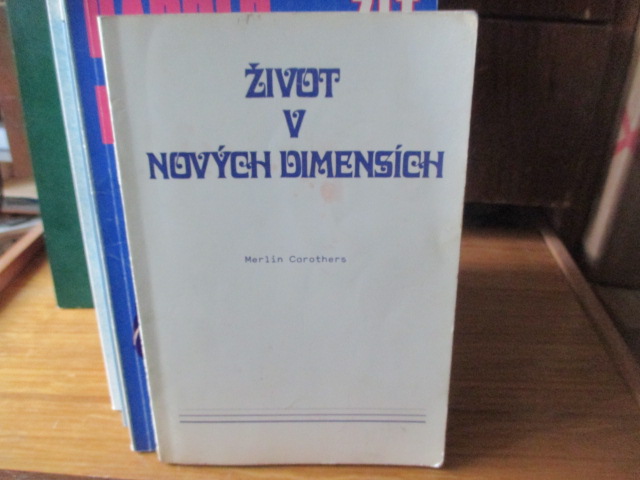 ŽIVOT
V
NOVÝCH DIMENSÍCH
Merlin Carothers